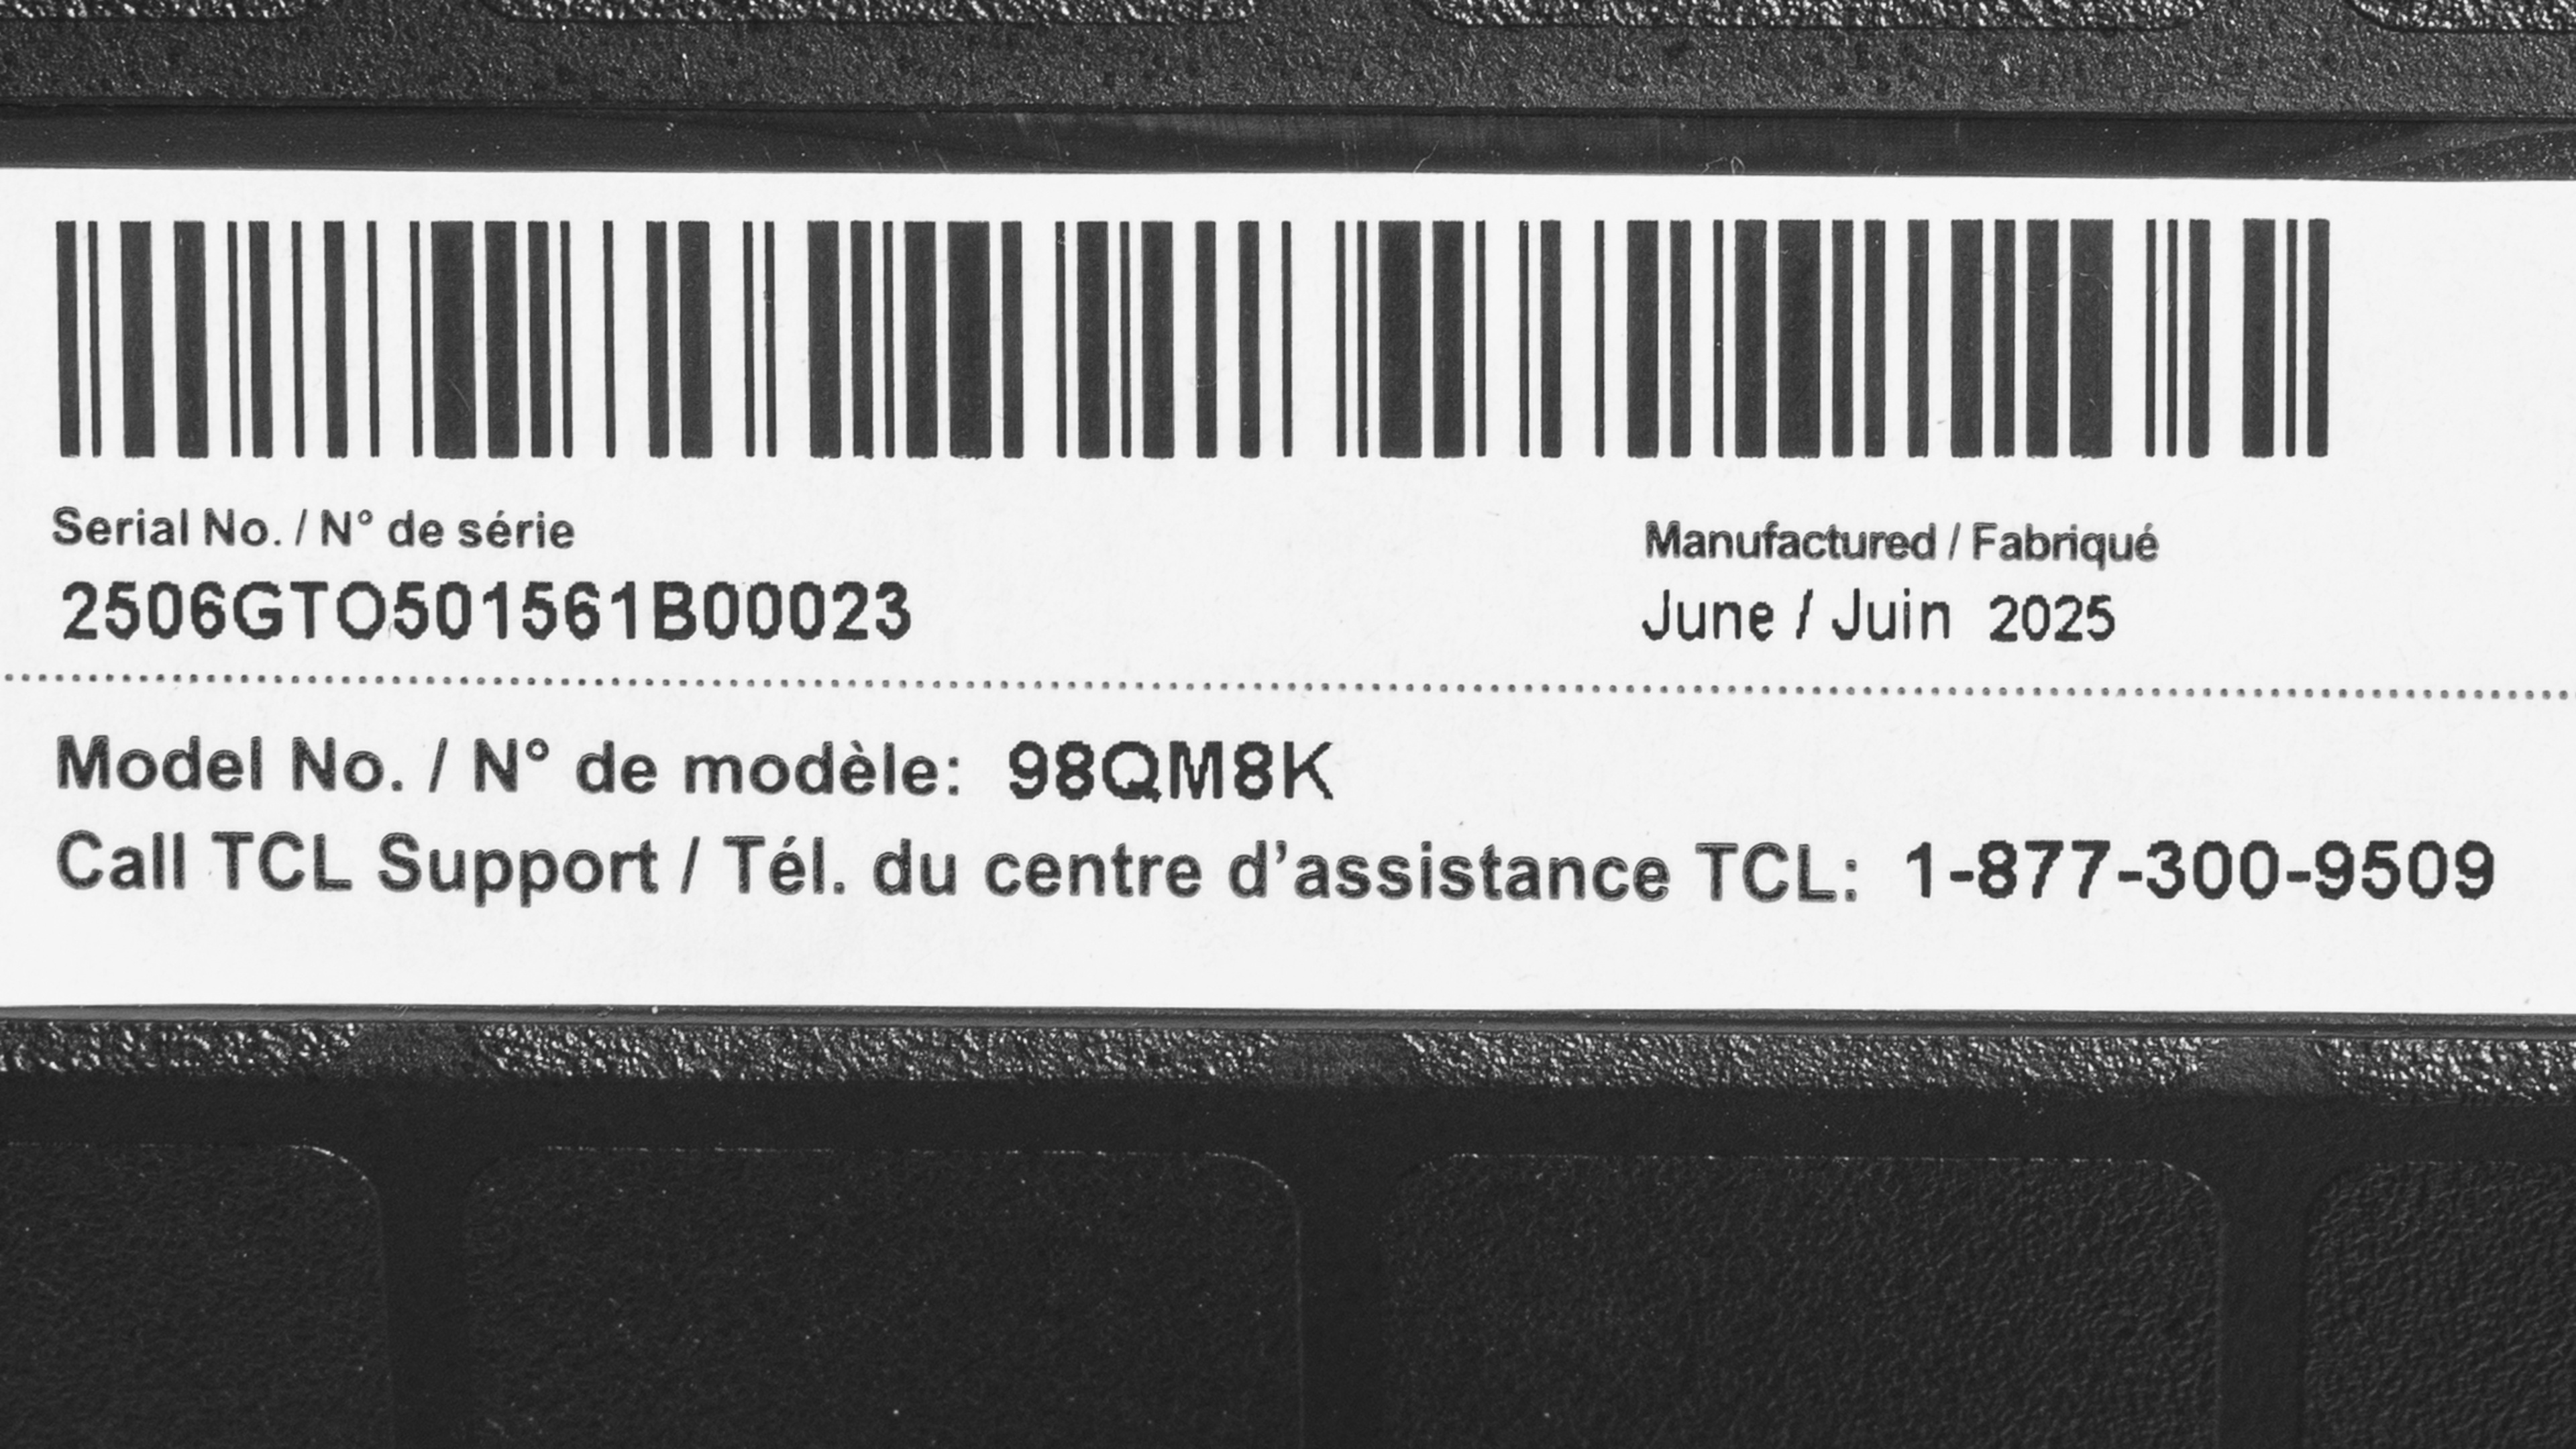 Serial No. / N° de série
2506GTO501561B00023
Manufactured / Fabriqué
June / Juin 2025
Model No. / N° de modèle: 98QM8K
Call TCL Support / Tél. du centre d’assistance TCL: 1-877-300-9509